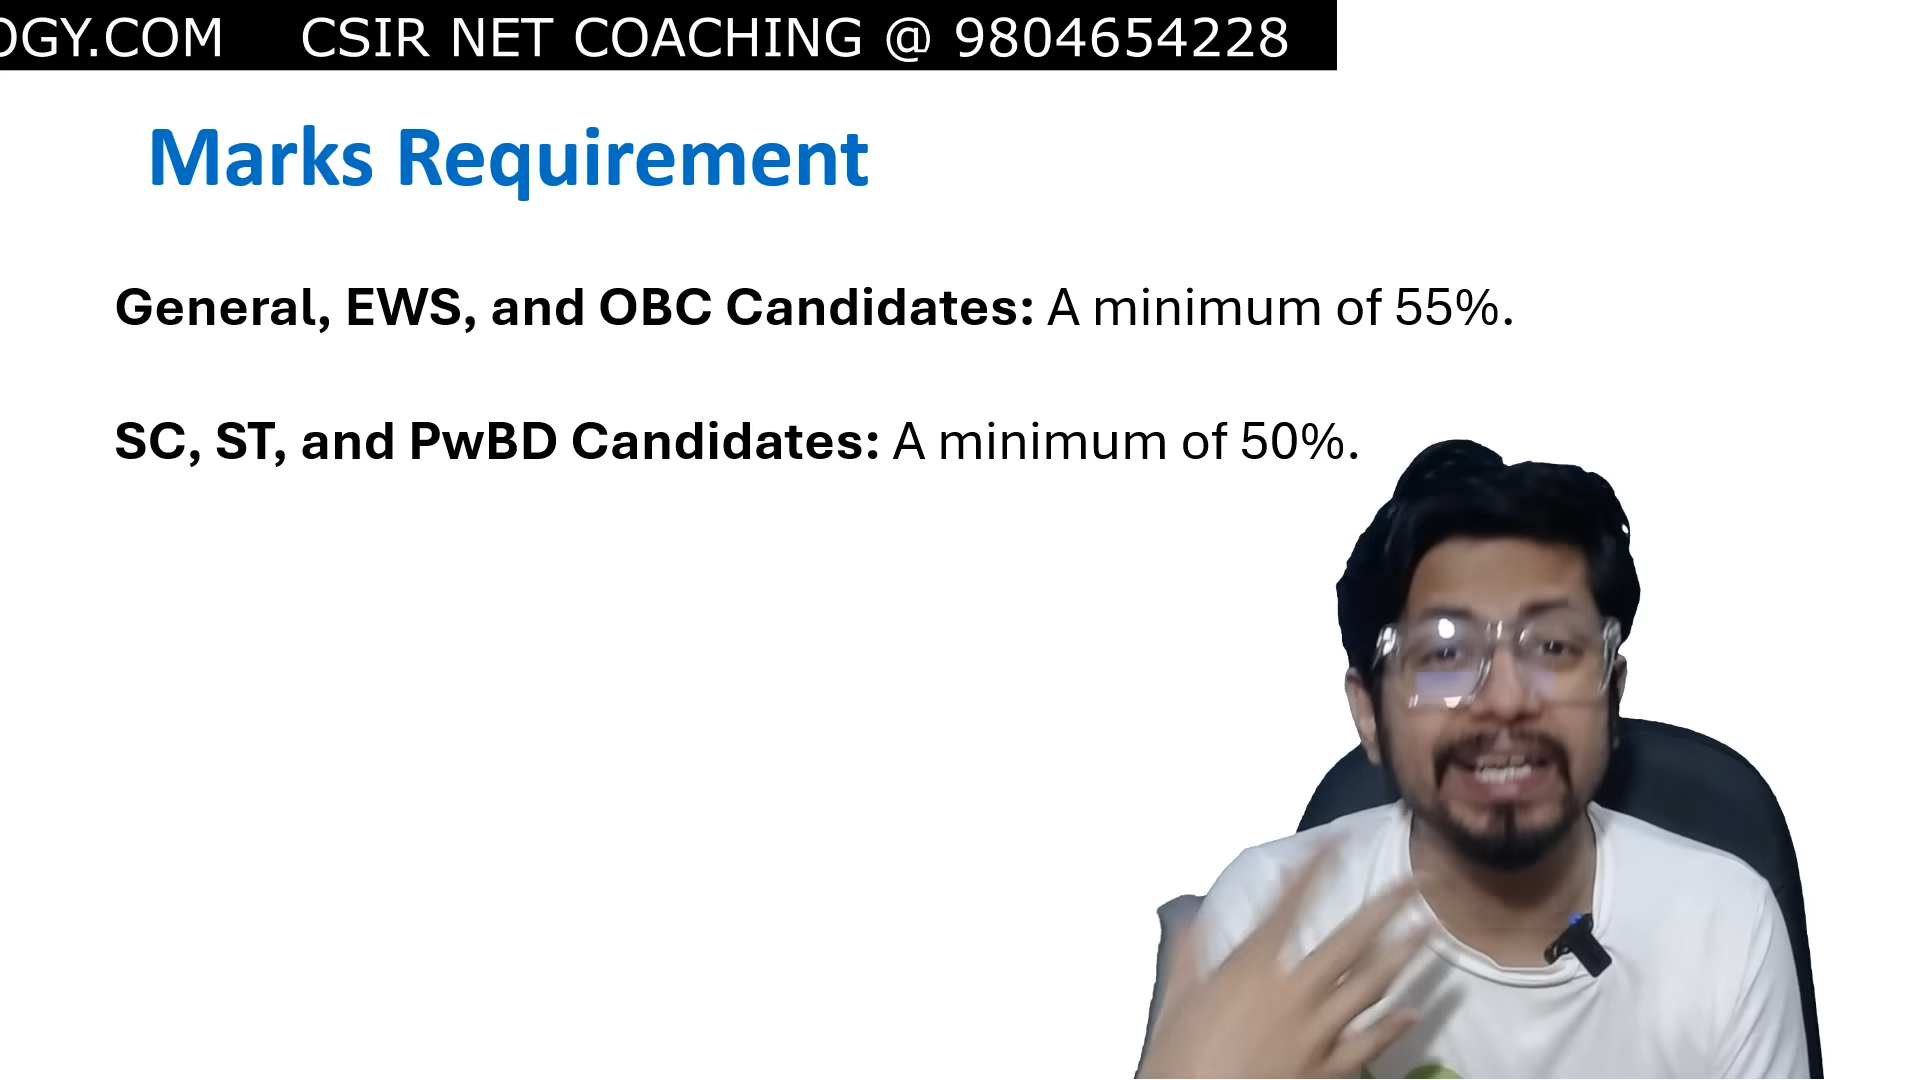 OGY.COM CSIR NET COACHING @ 9804654228
Marks Requirement
General, EWS, and OBC Candidates: A minimum of 55%.
SC, ST, and PwBD Candidates: A minimum of 50%.